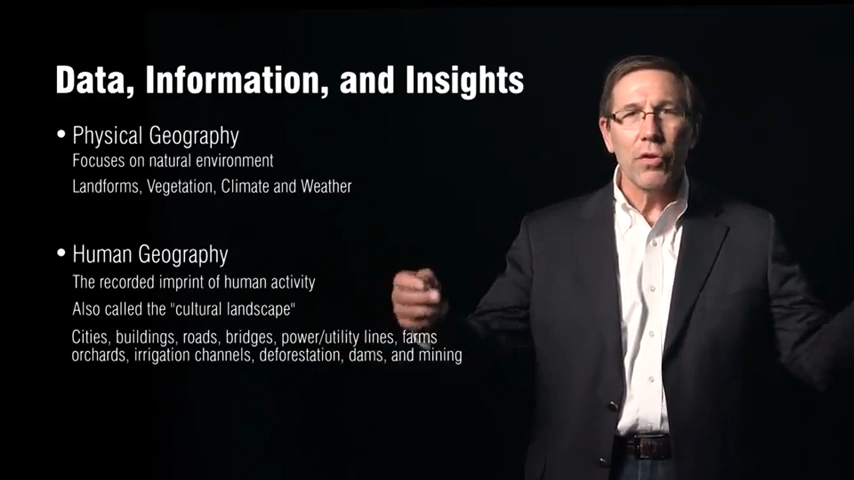 Data, Information, and Insights
• Physical Geography
Focuses on natural environment
Landforms, Vegetation, Climate and Weather
• Human Geography
The recorded imprint of human activity
Also called the "cultural landscape"
Cities, buildings, roads, bridges, power/utility lines, farms
orchards, irrigation channels, deforestation, dams, and mining